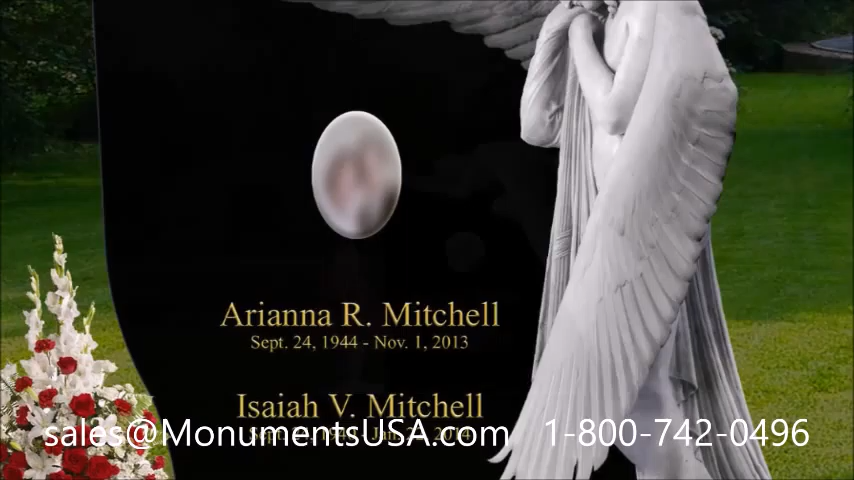 Arianna R. Mitchell
Sept. 24, 1944 - Nov. 1, 2013
Isaiah V. Mitchell
sales@MonumentsUSA.com 1-800-742-0496